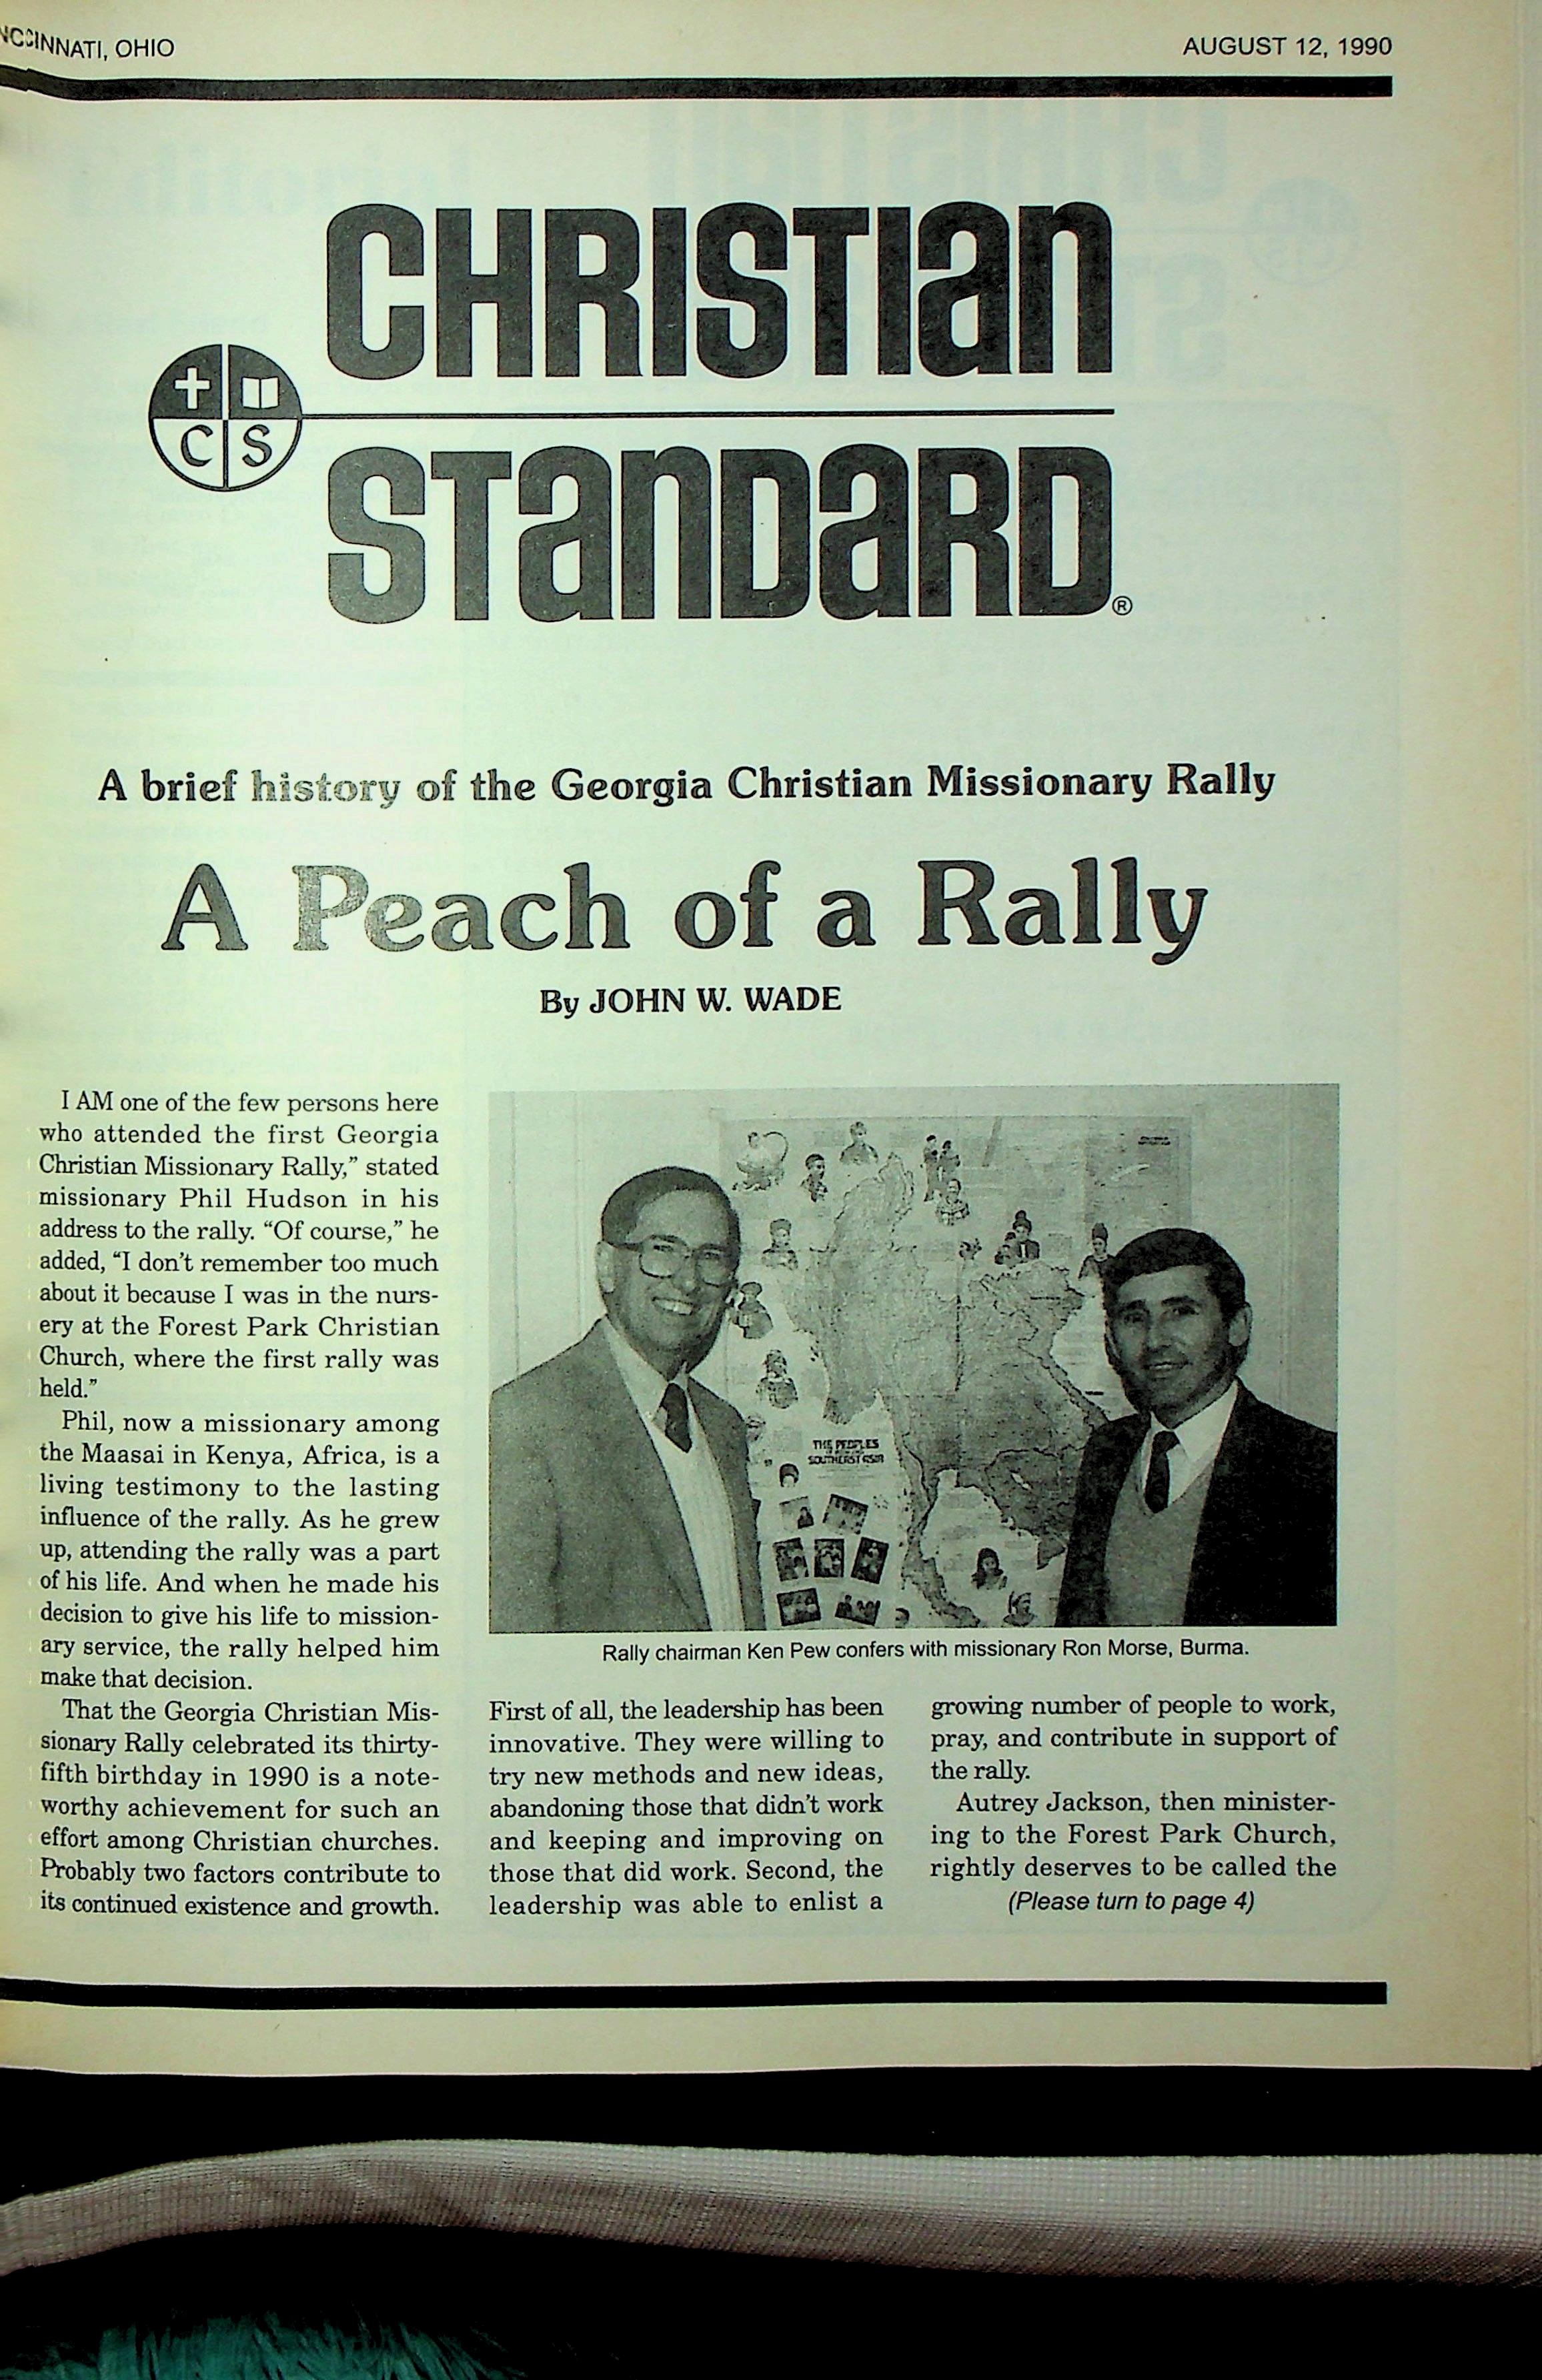 CINCINNATI, OHIO
AUGUST 12, 1990
CHRISTIAN
C S
STANDARD®
A brief history of the Georgia Christian Missionary Rally
A Peach of a Rally
By JOHN W. WADE
I AM one of the few persons here
who attended the first Georgia
Christian Missionary Rally,” stated
missionary Phil Hudson in his
address to the rally. “Of course,” he
added, “I don’t remember too much
about it because I was in the nurs-
ery at the Forest Park Christian
Church, where the first rally was
held.”
Phil, now a missionary among
the Maasai in Kenya, Africa, is a
living testimony to the lasting
influence of the rally. As he grew
up, attending the rally was a part
of his life. And when he made his
decision to give his life to mission-
ary service, the rally helped him
make that decision.
That the Georgia Christian Mis-
sionary Rally celebrated its thirty-
fifth birthday in 1990 is a note-
worthy achievement for such an
effort among Christian churches.
Probably two factors contribute to
its continued existence and growth.
THE PEOPLES
SOUTHEAST ASIA
Rally chairman Ken Pew confers with missionary Ron Morse, Burma.
First of all, the leadership has been
innovative. They were willing to
try new methods and new ideas,
abandoning those that didn’t work
and keeping and improving on
those that did work. Second, the
leadership was able to enlist a
growing number of people to work,
pray, and contribute in support of
the rally.
Autrey Jackson, then minister-
ing to the Forest Park Church,
rightly deserves to be called the
(Please turn to page 4)